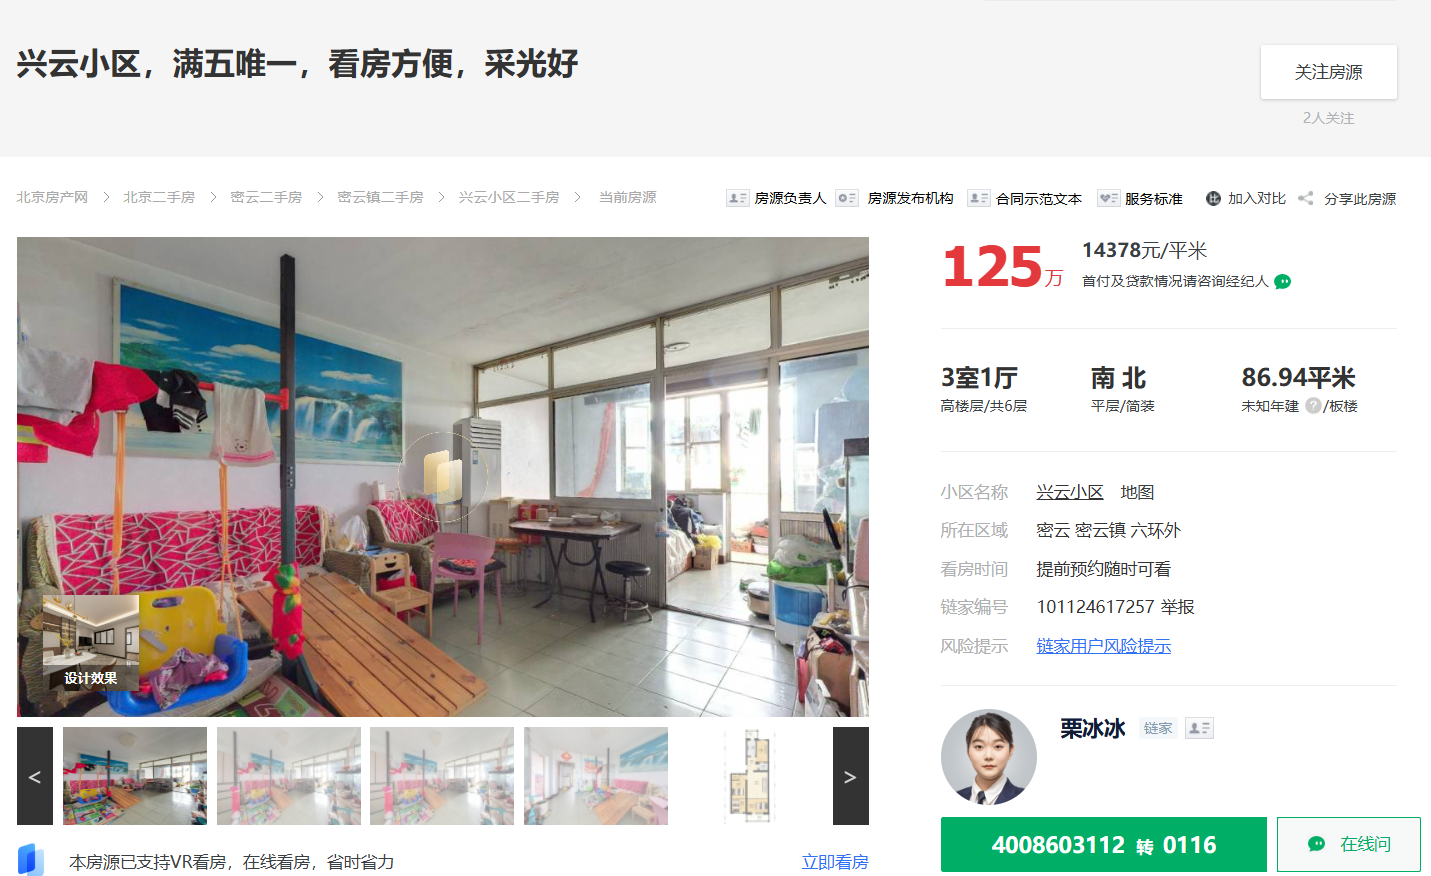 兴云小区，满五唯一，看房方便，采光好
关注房源
2人关注
北京房产网 > 北京二手房 > 密云二手房 > 密云镇二手房 > 兴云小区二手房 > 当前房源
房源负责人 房源发布机构 合同示范文本 服务标准 加入对比 分享此房源
125万
14378元/平米
首付及贷款情况请咨询经纪人
3室1厅 南 北 86.94平米
高楼层/共6层 平层/简装 未知年建 ? /板楼
小区名称 兴云小区 地图
所在区域 密云 密云镇 六环外
看房时间 提前预约随时可看
链家编号 101124617257 举报
风险提示 链家用户风险提示
设计效果
< >
栗冰冰 链家
4008603112 转 0116
在线问
本房源已支持VR看房，在线看房，省时省力 立即看房